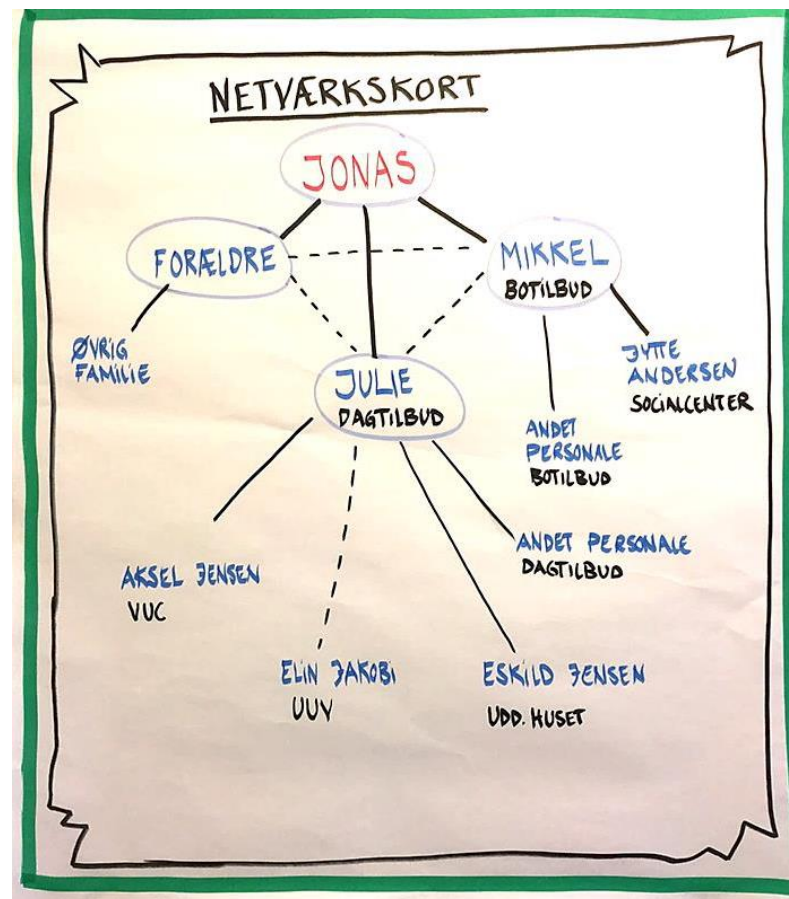 NETVÆRKSKORT
JONAS
FORÆLDRE
MIKKEL
BOTILBUD
ØVRIG
FAMILIE
JYTTE
ANDERSEN
SOCIALCENTER
JULIE
DAGTILBUD
ANDET
PERSONALE
BOTILBUD
ANDET PERSONALE
DAGTILBUD
AKSEL JENSEN
VUC
ELIN JAKOBI
UUV
ESKILD JENSEN
UDD. HUSET